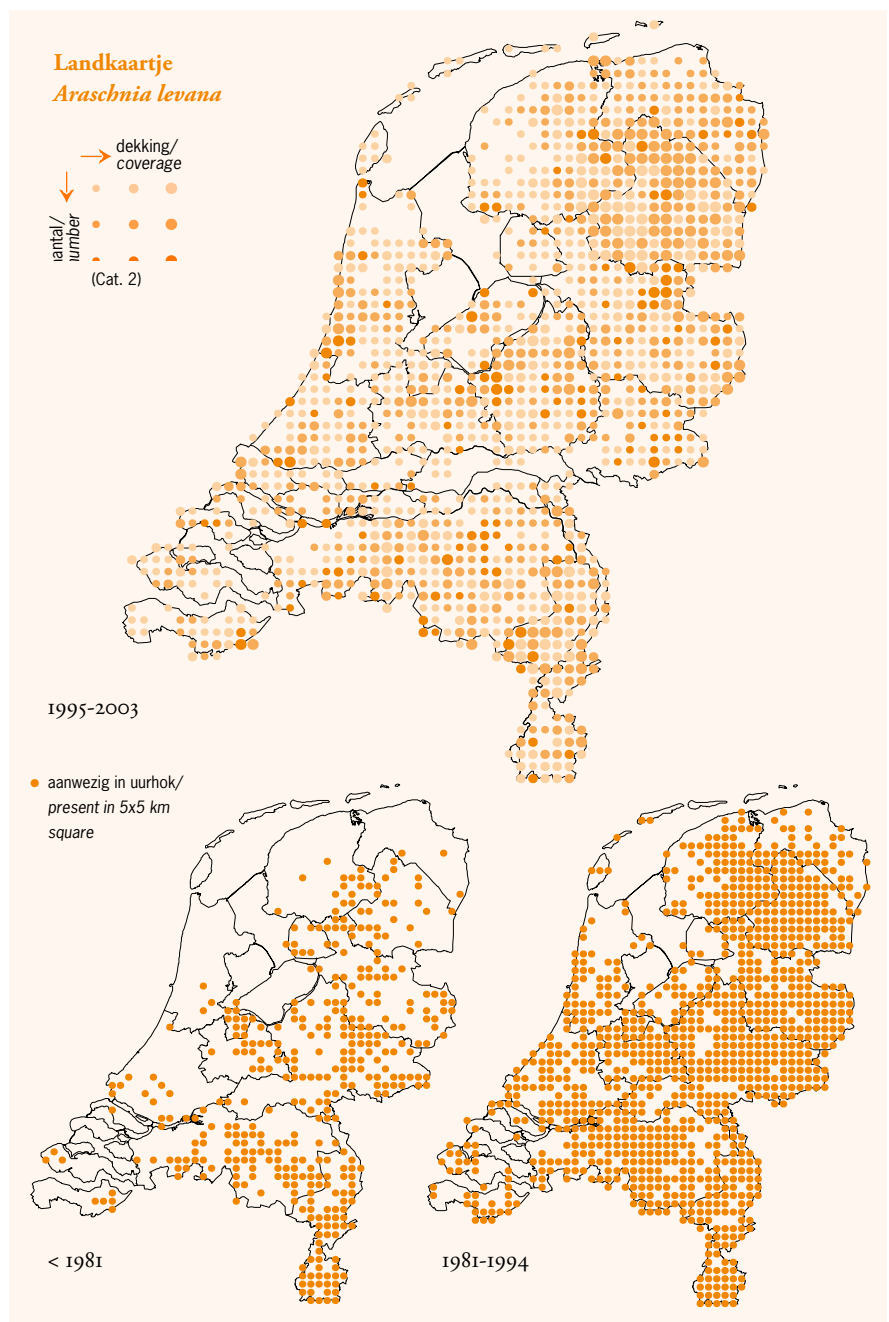 Landkaartje
Araschnia levana
dekking/
coverage
(Cat. 2)
1995-2003
aanwezig in uurhok/
present in 5x5 km
square
< 1981
1981-1994